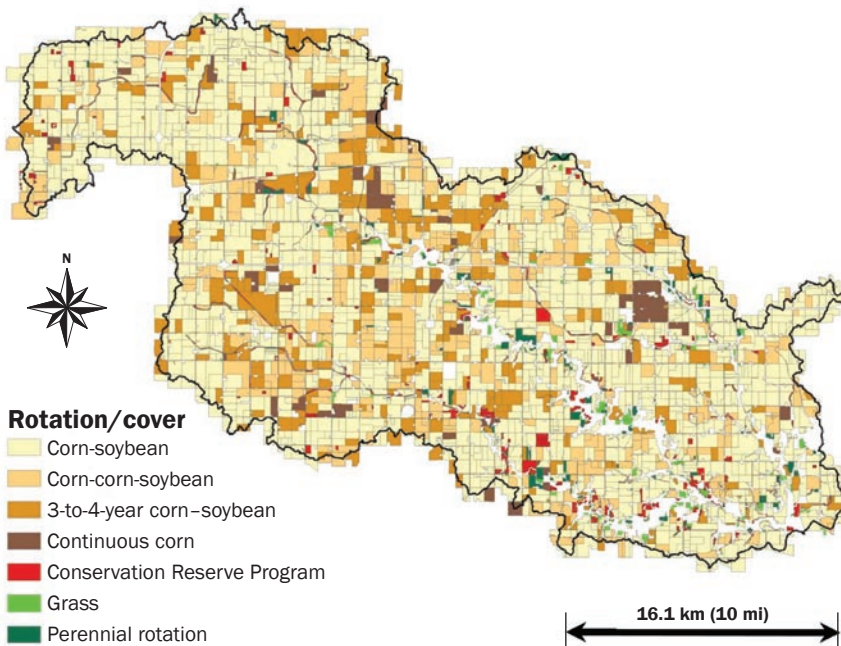 N
Rotation/cover
Corn-soybean
Corn-corn-soybean
3-to-4-year corn–soybean
Continuous corn
Conservation Reserve Program
Grass
Perennial rotation
16.1 km (10 mi)